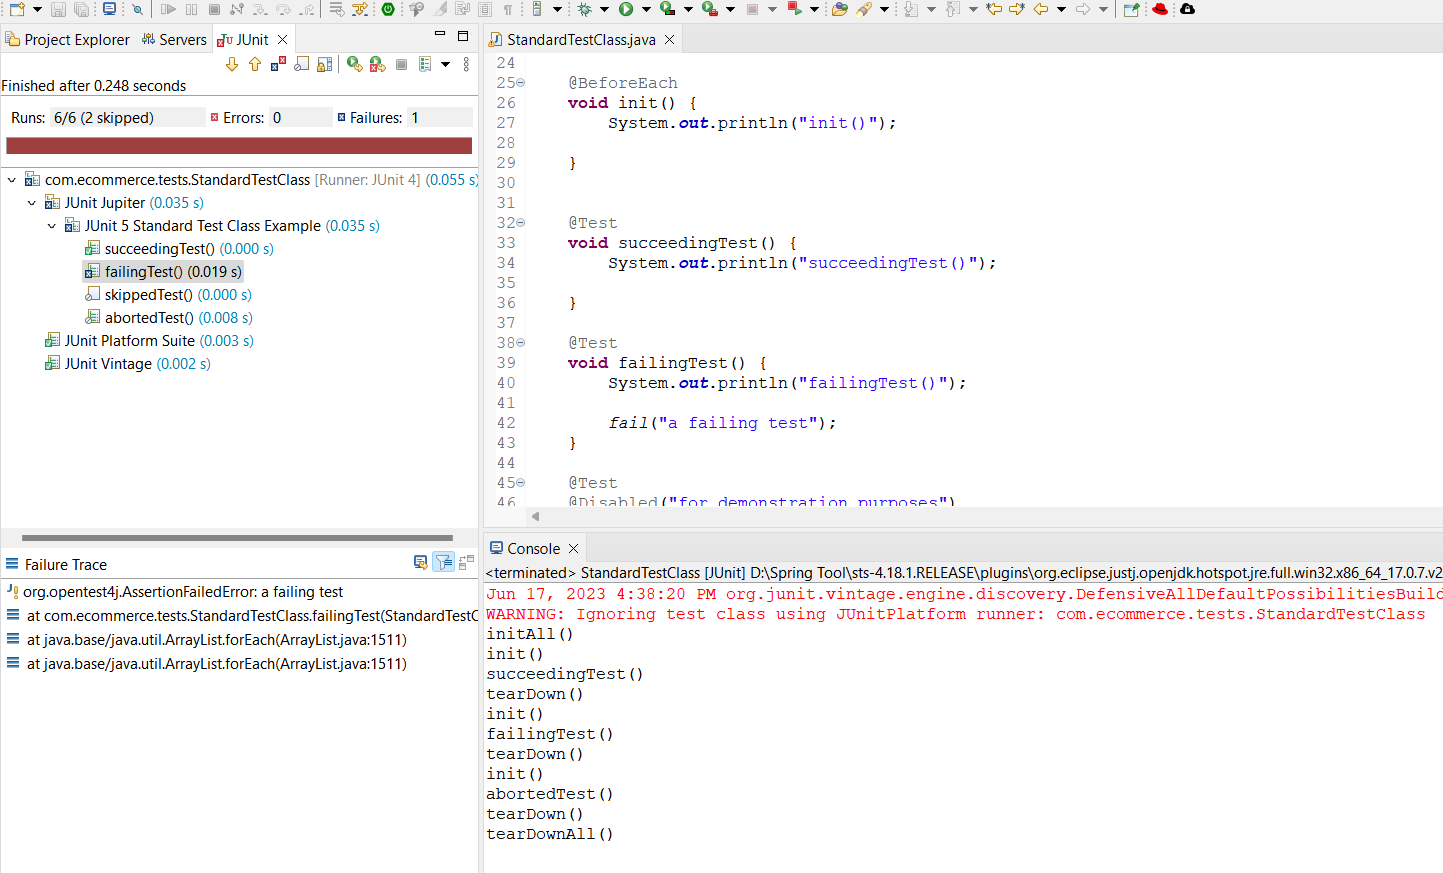 Project Explorer
Servers
JUnit
Finished after 0.248 seconds
Runs: 6/6 (2 skipped)
Errors: 0
Failures: 1
com.ecommerce.tests.StandardTestClass [Runner: JUnit 4] (0.055 s)
JUnit Jupiter (0.035 s)
JUnit 5 Standard Test Class Example (0.035 s)
succeedingTest() (0.000 s)
failingTest() (0.019 s)
skippedTest() (0.000 s)
abortedTest() (0.008 s)
JUnit Platform Suite (0.003 s)
JUnit Vintage (0.002 s)
Failure Trace
org.opentest4j.AssertionFailedError: a failing test
at com.ecommerce.tests.StandardTestClass.failingTest(StandardTestC
at java.base/java.util.ArrayList.forEach(ArrayList.java:1511)
at java.base/java.util.ArrayList.forEach(ArrayList.java:1511)
StandardTestClass.java
24
25 @BeforeEach
26 void init() {
27 System.out.println("init()");
28
29 }
30
31
32 @Test
33 void succeedingTest() {
34 System.out.println("succeedingTest()");
35
36 }
37
38 @Test
39 void failingTest() {
40 System.out.println("failingTest()");
41
42 fail("a failing test");
43 }
44
45 @Test
46 @Disabled("for demonstration purposes")
Console
<terminated> StandardTestClass [JUnit] D:\Spring Tool\sts-4.18.1.RELEASE\plugins\org.eclipse.justj.openjdk.hotspot.jre.full.win32.x86_64_17.0.7.v2
Jun 17, 2023 4:38:20 PM org.junit.vintage.engine.discovery.DefensiveAllDefaultPossibilitiesBuild
WARNING: Ignoring test class using JUnitPlatform runner: com.ecommerce.tests.StandardTestClass
initAll()
init()
succeedingTest()
tearDown()
init()
failingTest()
tearDown()
init()
abortedTest()
tearDown()
tearDownAll()